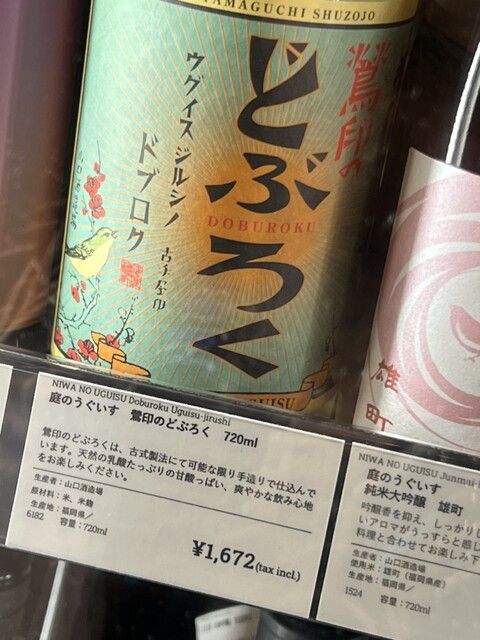 YAMAGUCHI SHUZOJO
鶯印の
どぶろく
DOBUROKU
ウグイス ジルシノ
ドブロク
NIWA NO UGUISU Doburoku Uguisu-jirushi
庭のうぐいす 鶯印のどぶろく 720ml
鶯印のどぶろくは、古式製法にて可能な限り手造りで仕込んで
います。天然の乳酸たっぷりの甘酸っぱい、爽やかな飲み心地
をお楽しみください。
生産者：山口酒造場
原材料：米、米麹
生産地：福岡県／
6182 容量：720ml
¥1,672(tax incl.)
雄町
NIWA NO UGUISU Junmai-
庭のうぐいす
純米大吟醸 雄町
吟醸香を抑え、しっかりし
いアロマがうっすらと感じ
料理と合わせてお楽しみ下
生産者：山口酒造場
使用米：雄町（福岡県産）
生産地：福岡県／
1524 容量：720ml